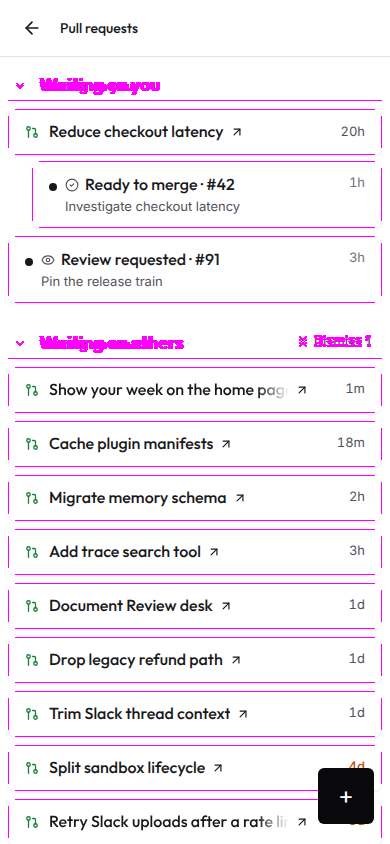 Pull requests
Waiting on you
Reduce checkout latency 20h
Ready to merge · #42 1h
Investigate checkout latency
Review requested · #91 3h
Pin the release train
Waiting on others Dismiss 1
Show your week on the home page 1m
Cache plugin manifests 18m
Migrate memory schema 2h
Add trace search tool 3h
Document Review desk 1d
Drop legacy refund path 1d
Trim Slack thread context 1d
Split sandbox lifecycle 4d
Retry Slack uploads after a rate